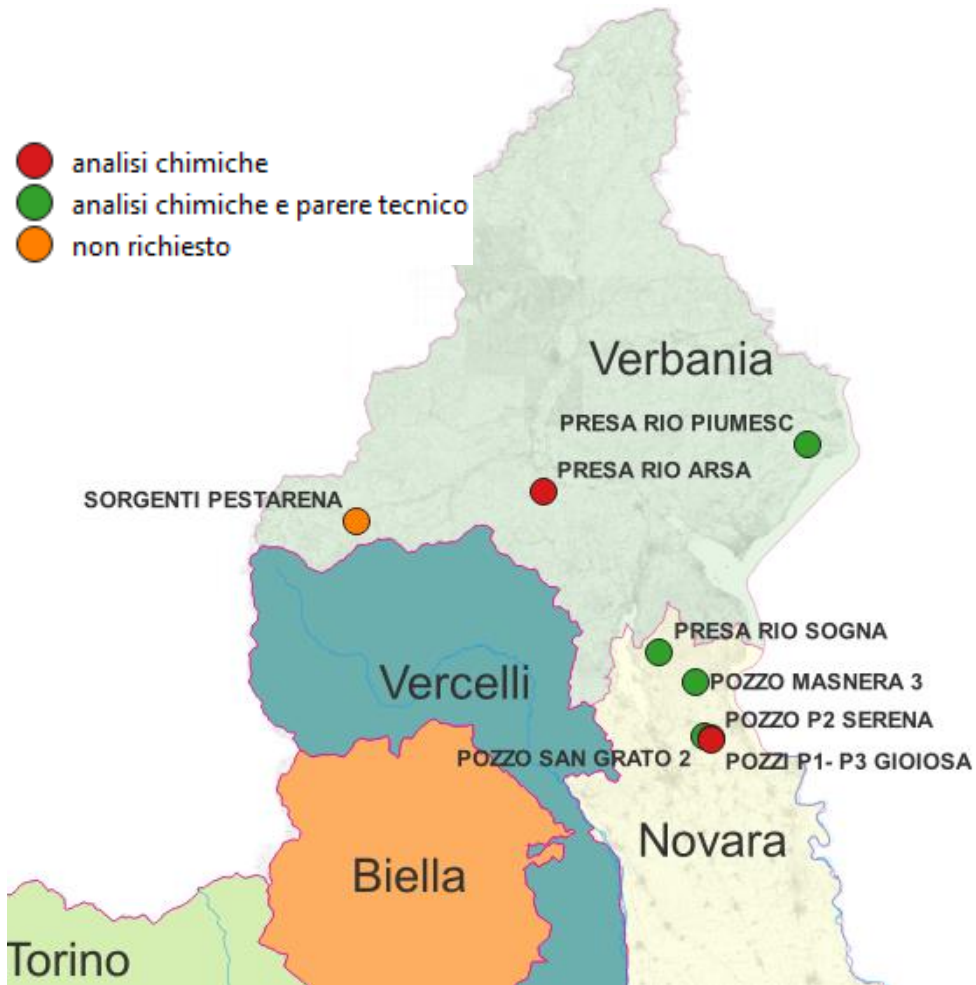 analisi chimiche
analisi chimiche e parere tecnico
non richiesto
Verbania
PRESA RIO PIUMESC
PRESA RIO ARSA
SORGENTI PESTARENA
PRESA RIO SOGNA
Vercelli
POZZO MASNERA 3
POZZO P2 SERENA
POZZO SAN GRATO 2
POZZI P1- P3 GIOIOSA
Novara
Biella
Torino